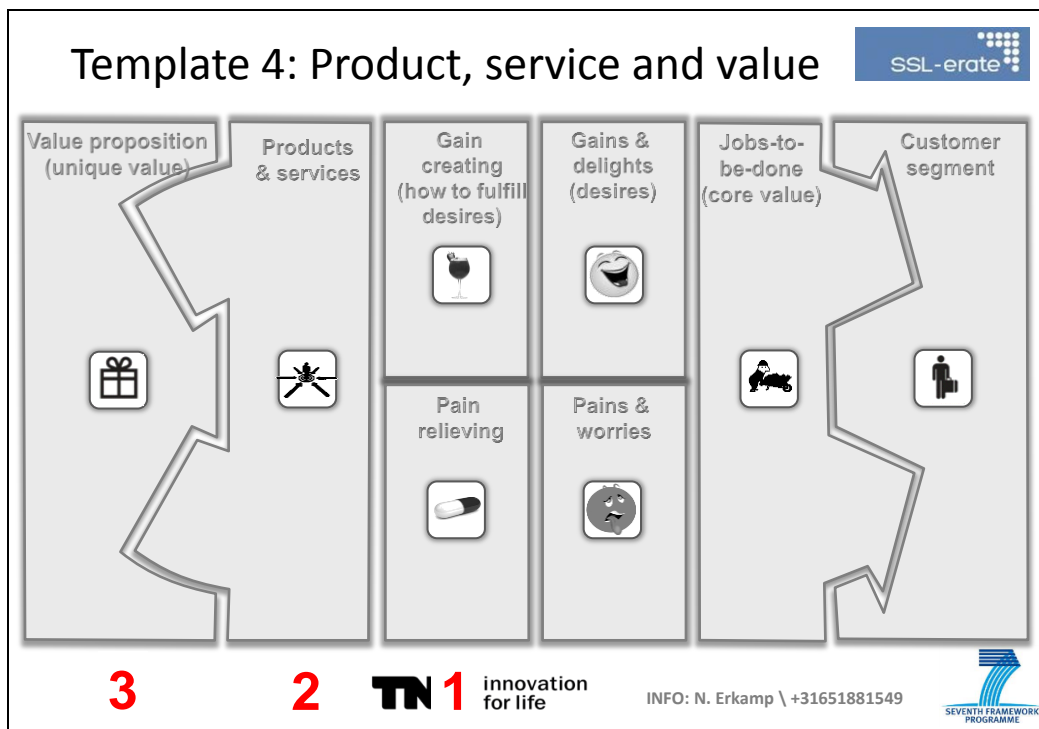 Template 4: Product, service and value
SSL-erate
Value proposition
(unique value)
Products
& services
Gain
creating
(how to fulfill
desires)
Gains &
delights
(desires)
Jobs-to-
be-done
(core value)
Customer
segment
Pain
relieving
Pains &
worries
3
2
TN
1
innovation
for life
INFO: N. Erkamp \ +31651881549
7
SEVENTH FRAMEWORK
PROGRAMME